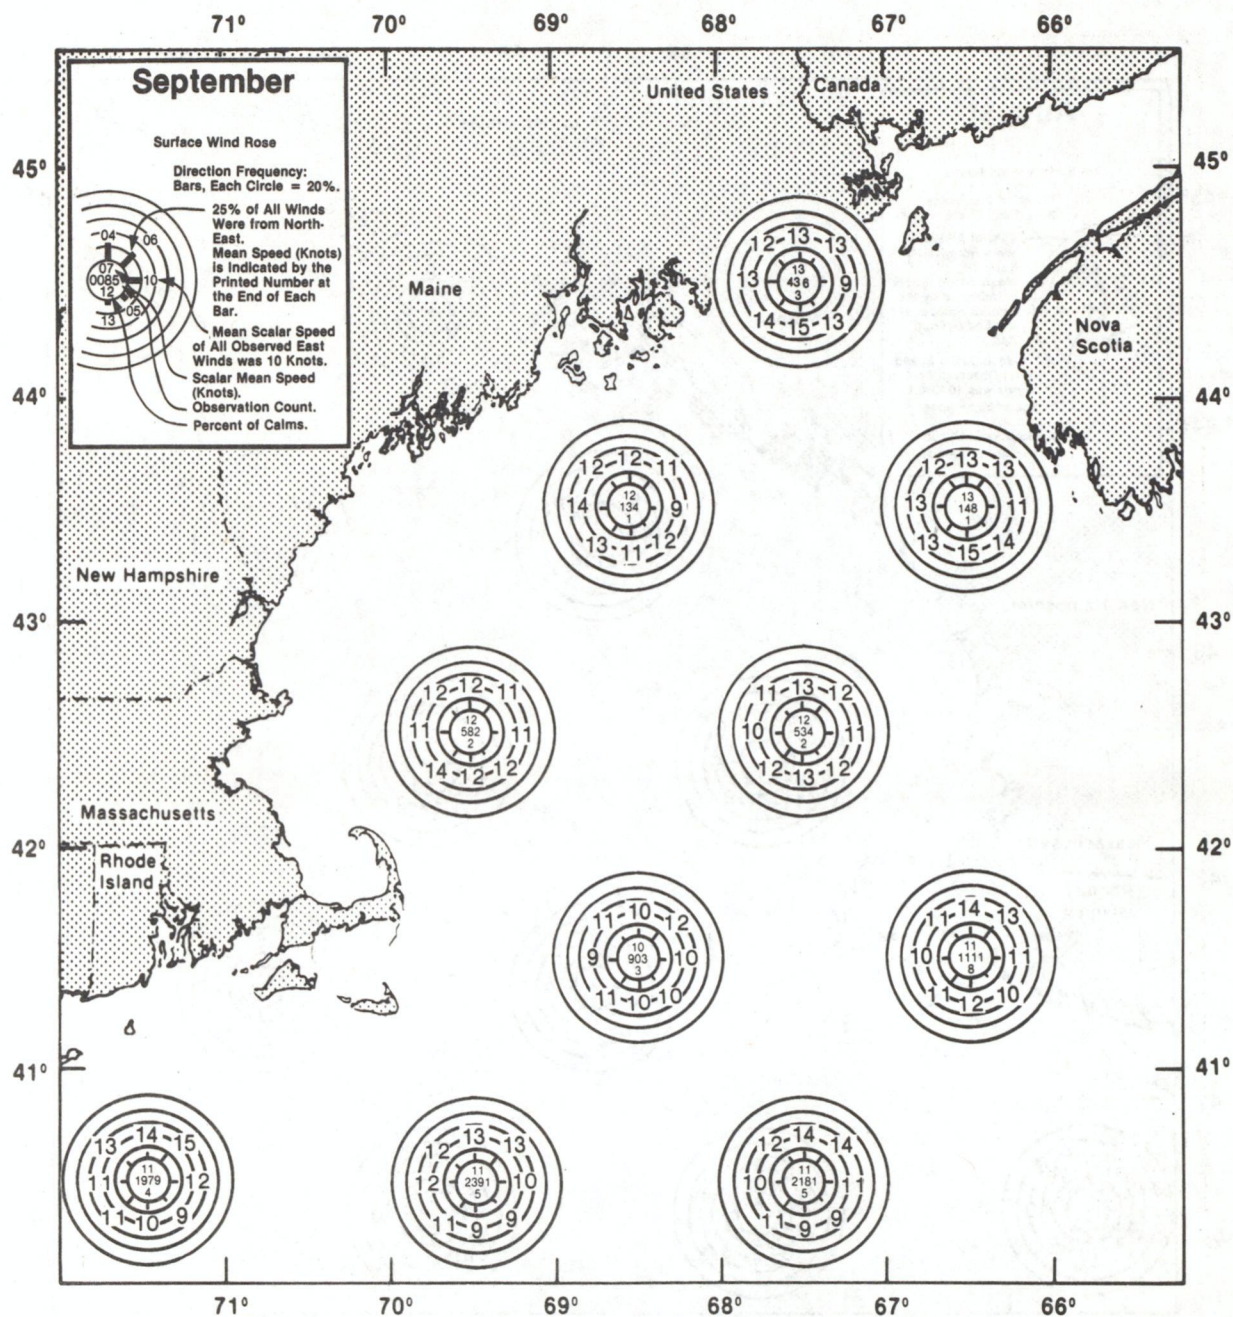 71° 70° 69° 68° 67° 66°
September
Surface Wind Rose
Direction Frequency:
Bars, Each Circle = 20%.
25% of All Winds
Were from North-
East.
Mean Speed (Knots)
is Indicated by the
Printed Number at
the End of Each
Bar.
Mean Scalar Speed
of All Observed East
Winds was 10 Knots.
Scalar Mean Speed
(Knots).
Observation Count.
Percent of Calms.
04 06
07
0085 10
12 05
13
United States Canada
45° 45°
Maine
Nova
Scotia
12 13 13
13
13 436 9
3
14 15 13
44° 44°
12 12 11
12
14 134 9
1
13 11 12
12 13 13
13
13 148 11
1
13 15 14
New Hampshire
43° 43°
12 12 11
12
11 582 11
2
14 12 12
11 13 12
12
10 534 11
2
12 13 12
Massachusetts
42° 42°
Rhode
Island
11 10 12
10
9 903 10
3
11 10 10
11 14 13
11
10 1111 11
8
11 12 10
41° 41°
13 14 15
11
11 1979 12
4
11 10 9
12 13 13
11
12 2391 10
5
11 9 9
12 14 14
11
10 2181 11
5
11 9 9
71° 70° 69° 68° 67° 66°